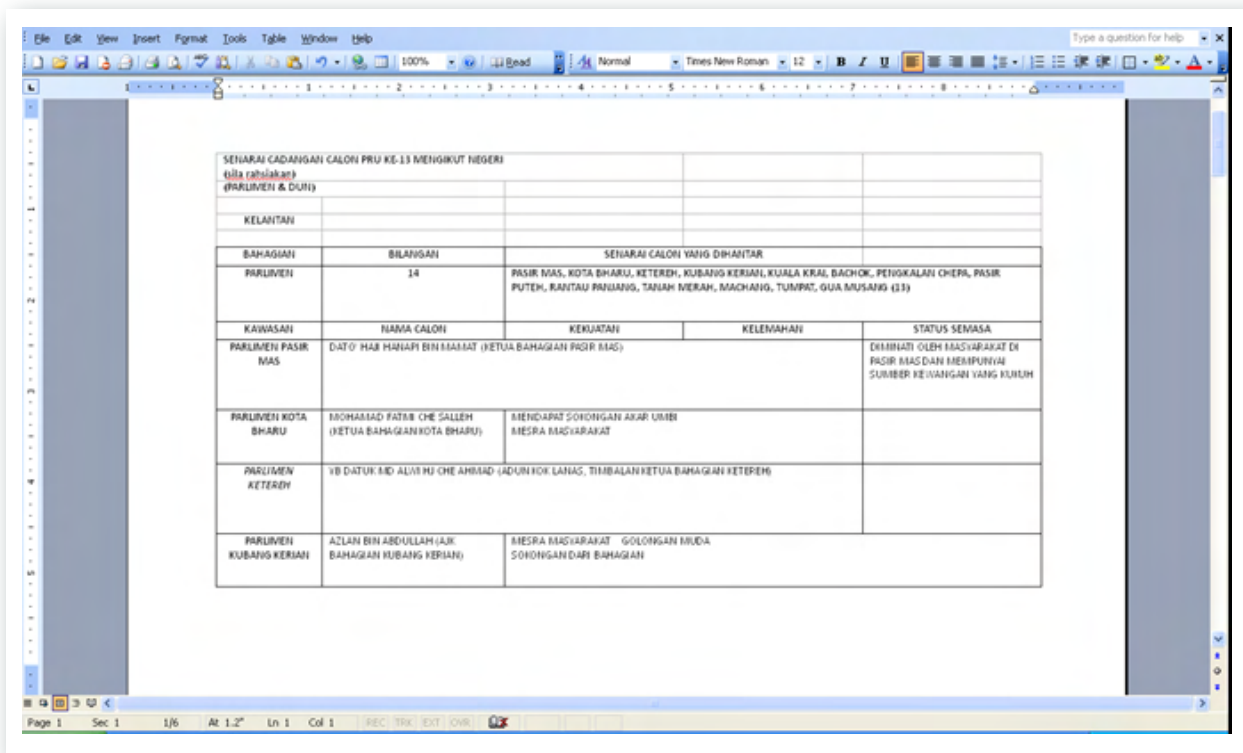 File Edit View Insert Format Tools Table Window Help
Type a question for help
100%
Read
Normal
Times New Roman
12
B I U
SENARAI CADANGAN CALON PRU KE-13 MENGIKUT NEGERI
(sila rahsiakan)
(PARLIMEN & DUN)
KELANTAN
BAHAGIAN BILANGAN SENARAI CALON YANG DIHANTAR
PARLIMEN 14 PASIR MAS, KOTA BHARU, KETEREH, KUBANG KERIAN, KUALA KRAI, BACHOK, PENGKALAN CHEPA, PASIR
PUTEH, RANTAU PANJANG, TANAH MERAH, MACHANG, TUMPAT, GUA MUSANG (13)
KAWASAN NAMA CALON KEKUATAN KELEMAHAN STATUS SEMASA
PARLIMEN PASIR MAS
DATO' HAJI HANAPI BIN MAMAT (KETUA BAHAGIAN PASIR MAS)
DIMINATI OLEH MASYARAKAT DI
PASIR MAS DAN MEMPUNYAI
SUMBER KEWANGAN YANG KUKUH
PARLIMEN KOTA
BHARU
MOHAMAD FATMI CHE SALLEH
(KETUA BAHAGIAN KOTA BHARU)
MENDAPAT SOKONGAN AKAR UMBI
MESRA MASYARAKAT
PARLIMEN
KETEREH
YB DATUK MD ALWI HJ CHE AHMAD (ADUN KOK LANAS, TIMBALAN KETUA BAHAGIAN KETEREH)
PARLIMEN
KUBANG KERIAN
AZLAN BIN ABDULLAH (AJK
BAHAGIAN KUBANG KERIAN)
MESRA MASYARAKAT GOLONGAN MUDA
SOKONGAN DARI BAHAGIAN
Page 1 Sec 1 1/6 At 1.2" Ln 1 Col 1 REC TRK EXT OVR